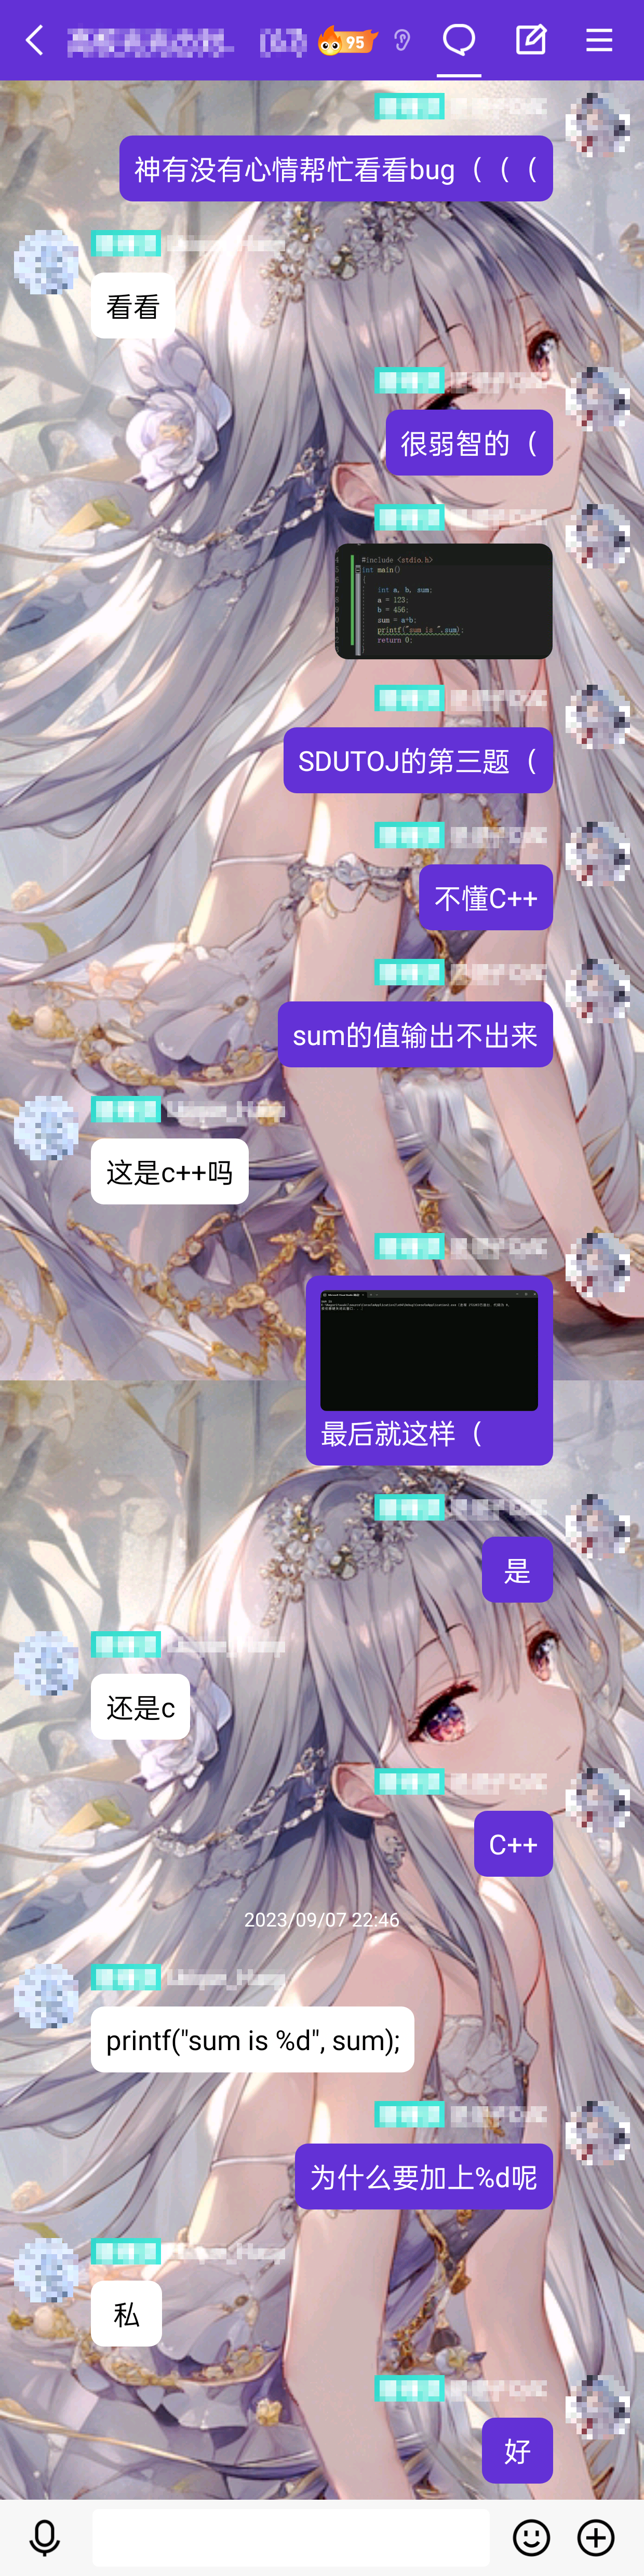 95
神有没有心情帮忙看看bug（（（
看看
很弱智的（
#include <stdio.h>
int main()
{
int a, b, sum;
a = 123;
b = 456;
sum = a+b;
printf("sum is ",sum);
return 0;
}
SDUTOJ的第三题（
不懂C++
sum的值输出不出来
这是c++吗
最后就这样（
是
还是c
C++
2023/09/07 22:46
printf("sum is %d", sum);
为什么要加上%d呢
私
好